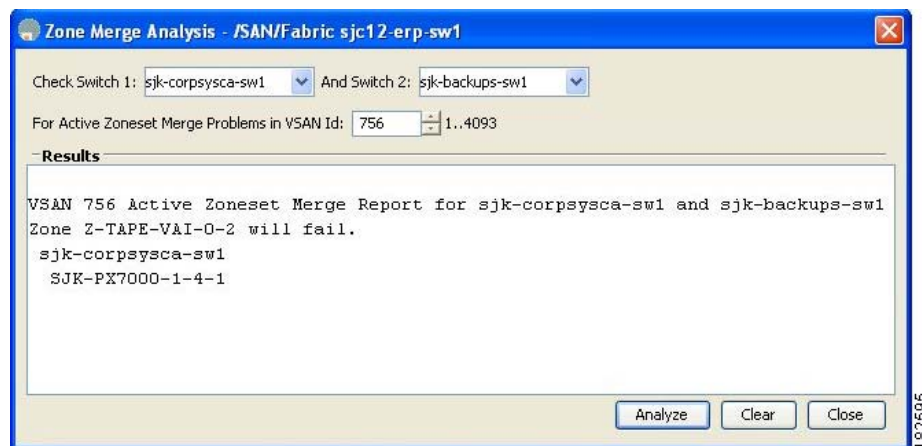 Zone Merge Analysis - /SAN/Fabric sjc12-erp-sw1
Check Switch 1: sjk-corpsysca-sw1 And Switch 2: sjk-backups-sw1
For Active Zoneset Merge Problems in VSAN Id: 756 1..4093
Results
VSAN 756 Active Zoneset Merge Report for sjk-corpsysca-sw1 and sjk-backups-sw1
Zone Z-TAPE-VAI-O-2 will fail.
sjk-corpsysca-sw1
SJK-PX7000-1-4-1
Analyze Clear Close
182696